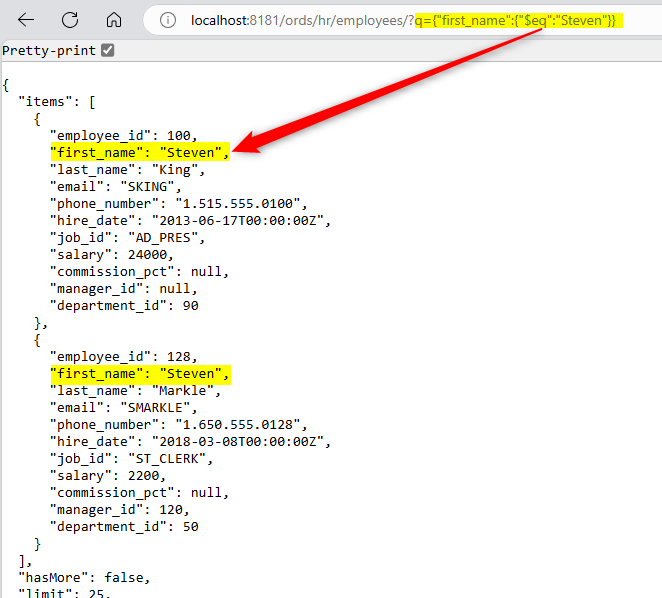 localhost:8181/ords/hr/employees/?q={"first_name":{"$eq":"Steven"}}
Pretty-print
{
"items": [
{
"employee_id": 100,
"first_name": "Steven",
"last_name": "King",
"email": "SKING",
"phone_number": "1.515.555.0100",
"hire_date": "2013-06-17T00:00:00Z",
"job_id": "AD_PRES",
"salary": 24000,
"commission_pct": null,
"manager_id": null,
"department_id": 90
},
{
"employee_id": 128,
"first_name": "Steven",
"last_name": "Markle",
"email": "SMARKLE",
"phone_number": "1.650.555.0128",
"hire_date": "2018-03-08T00:00:00Z",
"job_id": "ST_CLERK",
"salary": 2200,
"commission_pct": null,
"manager_id": 120,
"department_id": 50
}
],
"hasMore": false,
"limit": 25,